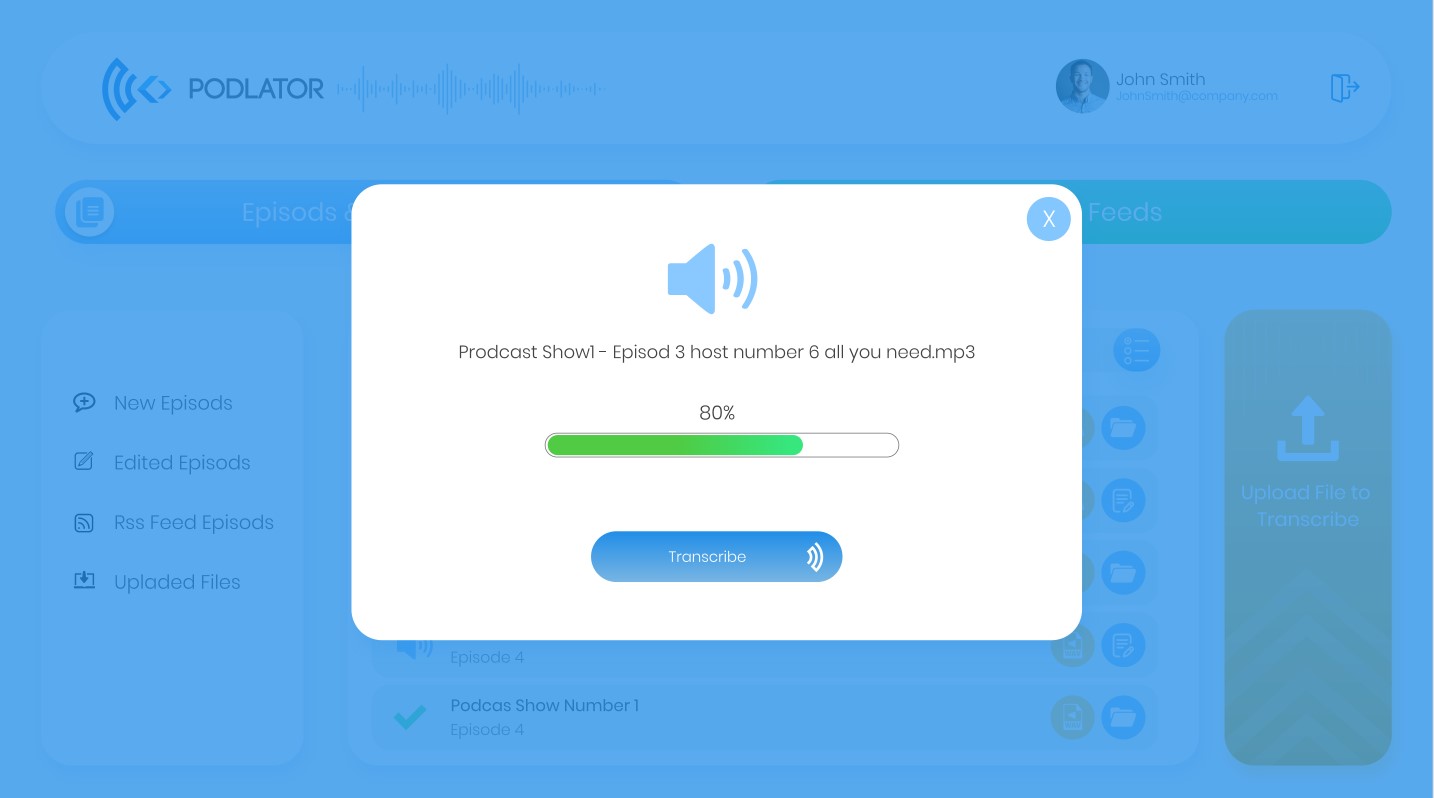 PODLATOR
John Smith
JohnSmith@company.com
Episods &
Feeds
X
Prodcast Show1 - Episod 3 host number 6 all you need.mp3
80%
Transcribe
New Episods
Edited Episods
Rss Feed Episods
Upladed Files
Upload File to
Transcribe
Episode 4
Podcas Show Number 1
Episode 4